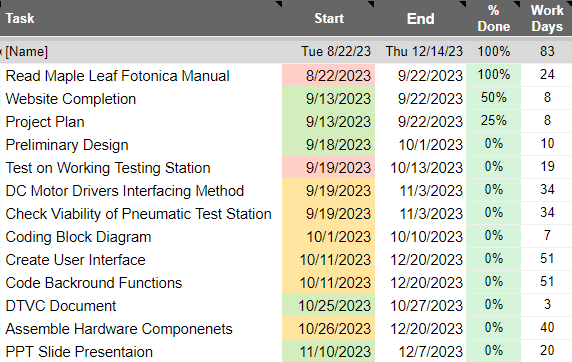 Task Start End % Done Work Days
[Name] Tue 8/22/23 Thu 12/14/23 100% 83
Read Maple Leaf Fotonica Manual 8/22/2023 9/22/2023 100% 24
Website Completion 9/13/2023 9/22/2023 50% 8
Project Plan 9/13/2023 9/22/2023 25% 8
Preliminary Design 9/18/2023 10/1/2023 0% 10
Test on Working Testing Station 9/19/2023 10/13/2023 0% 19
DC Motor Drivers Interfacing Method 9/19/2023 11/3/2023 0% 34
Check Viability of Pneumatic Test Station 9/19/2023 11/3/2023 0% 34
Coding Block Diagram 10/1/2023 10/10/2023 0% 7
Create User Interface 10/11/2023 12/20/2023 0% 51
Code Backround Functions 10/11/2023 12/20/2023 0% 51
DTVC Document 10/25/2023 10/27/2023 0% 3
Assemble Hardware Componenets 10/26/2023 12/20/2023 0% 40
PPT Slide Presentaion 11/10/2023 12/7/2023 0% 20